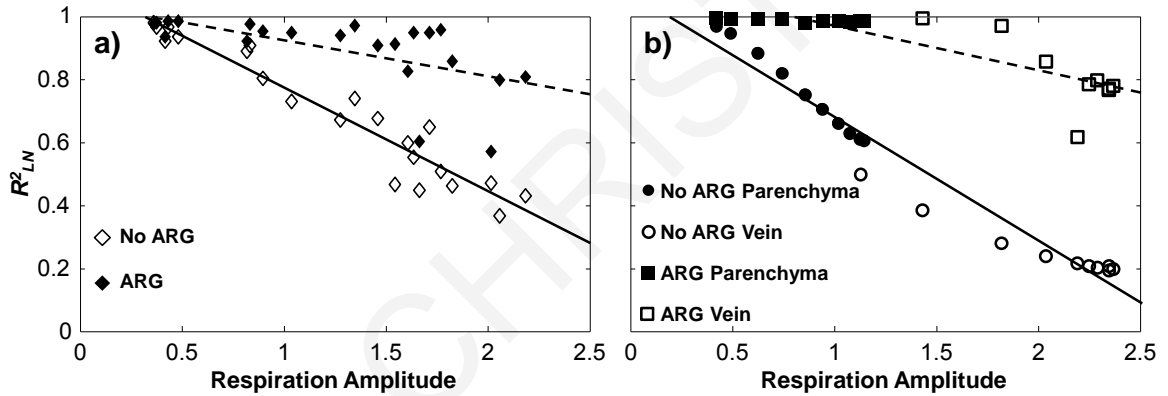 a)
R²LN
1
0.8
0.6
0.4
0.2
0
No ARG
ARG
0 0.5 1 1.5 2 2.5
Respiration Amplitude
b)
No ARG Parenchyma
No ARG Vein
ARG Parenchyma
ARG Vein
0 0.5 1 1.5 2 2.5
Respiration Amplitude
CHRIS